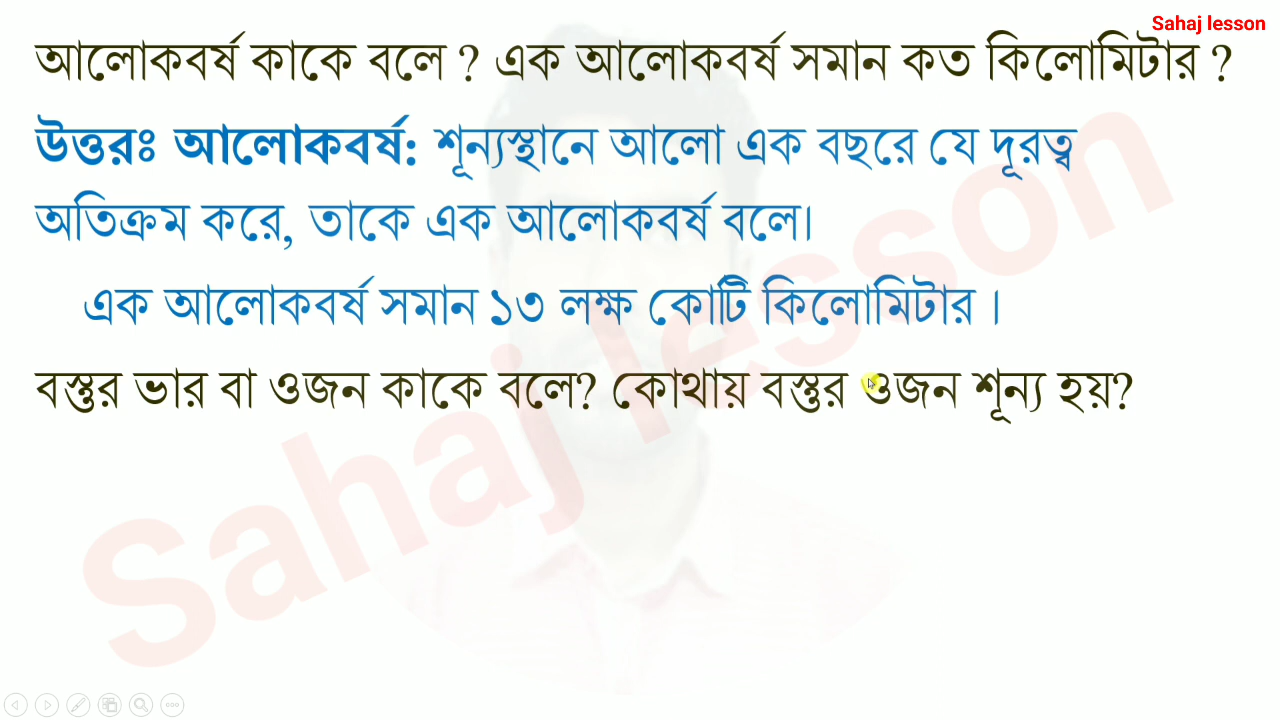 Sahaj lesson
আলোকবর্ষ কাকে বলে ? এক আলোকবর্ষ সমান কত কিলোমিটার ?
উত্তরঃ আলোকবর্ষ: শূন্যস্থানে আলো এক বছরে যে দূরত্ব
অতিক্রম করে, তাকে এক আলোকবর্ষ বলে।
এক আলোকবর্ষ সমান ১৩ লক্ষ কোটি কিলোমিটার ।
বস্তুর ভার বা ওজন কাকে বলে? কোথায় বস্তুর ওজন শূন্য হয়?
Sahaj lesson